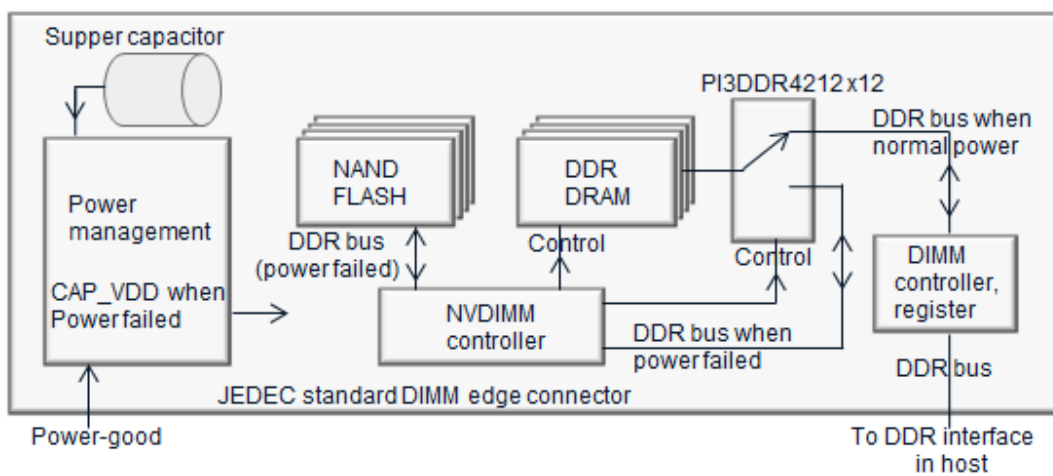 Supper capacitor
PI3DDR4212 x12
DDR bus when
normal power
NAND
FLASH
DDR
DRAM
Power
management
CAP_VDD when
Power failed
DDR bus
(power failed)
Control
Control
DIMM
controller,
register
NVDIMM
controller
DDR bus when
power failed
DDR bus
JEDEC standard DIMM edge connector
Power-good
To DDR interface
in host